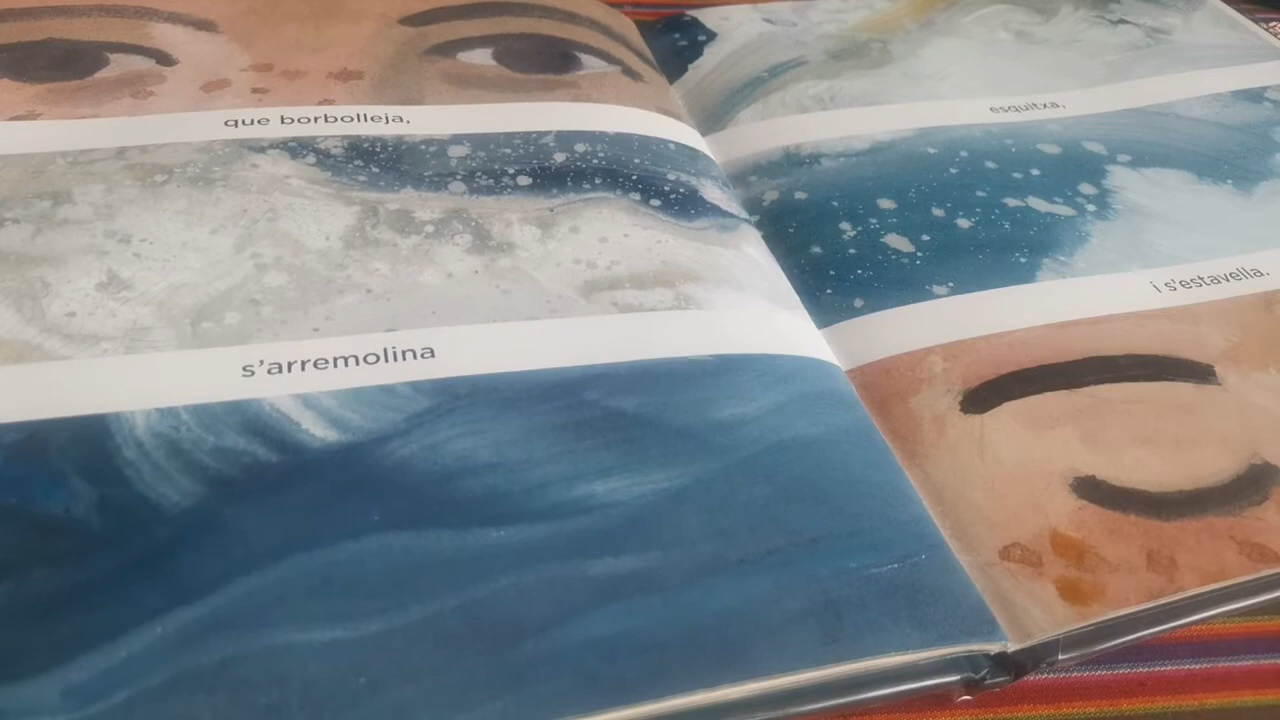 que borbolleja,
s'arremolina
esquitxa,
i s'estavella.